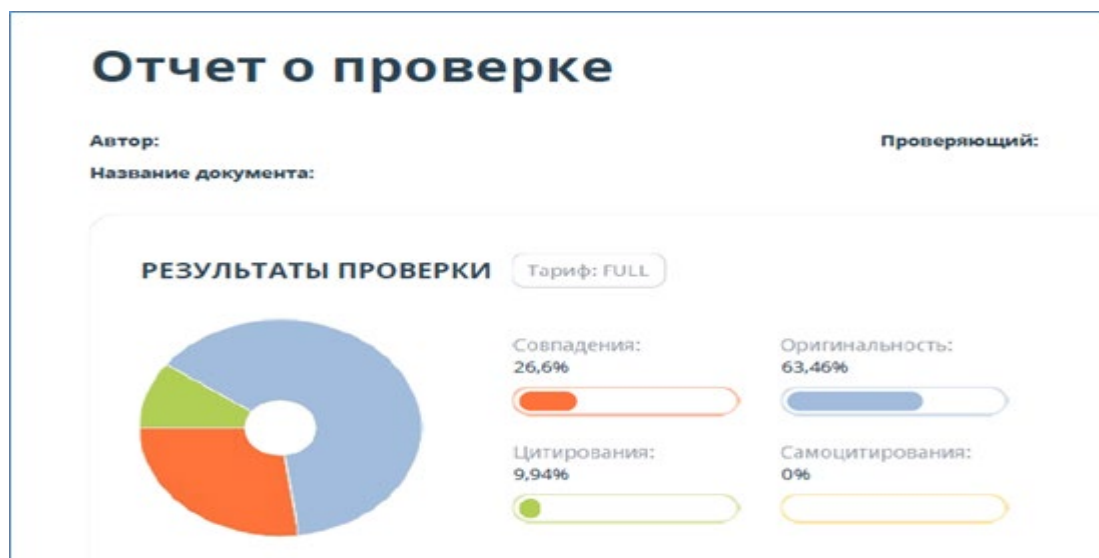 Отчет о проверке
Автор:
Проверяющий:
Название документа:
РЕЗУЛЬТАТЫ ПРОВЕРКИ
Тариф: FULL
Совпадения:
26,6%
Оригинальность:
63,46%
Цитирования:
9,94%
Самоцитирования:
0%